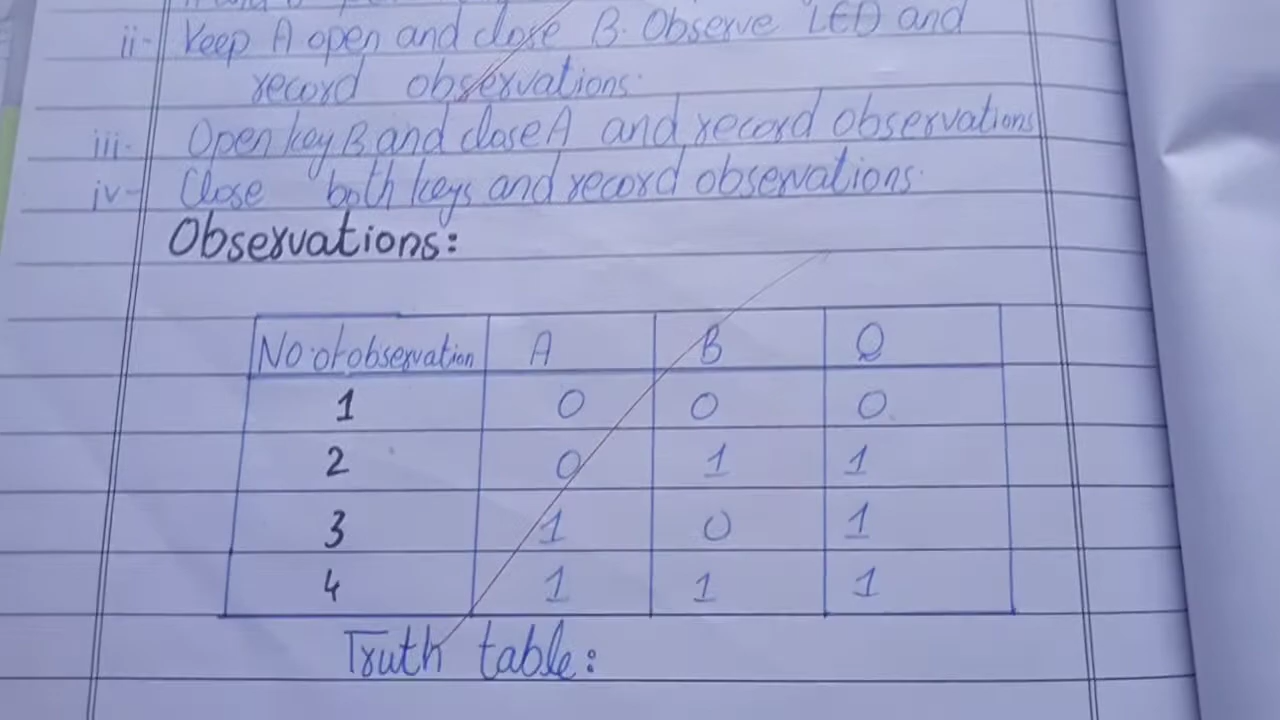 ii- Keep A open and close B. Observe LED and
record observations.
iii- Open key B and close A and record observations
iv- Close both keys and record observations.
Observations:
No. of observation A B Q
1 0 0 0
2 0 1 1
3 1 0 1
4 1 1 1
Truth table: